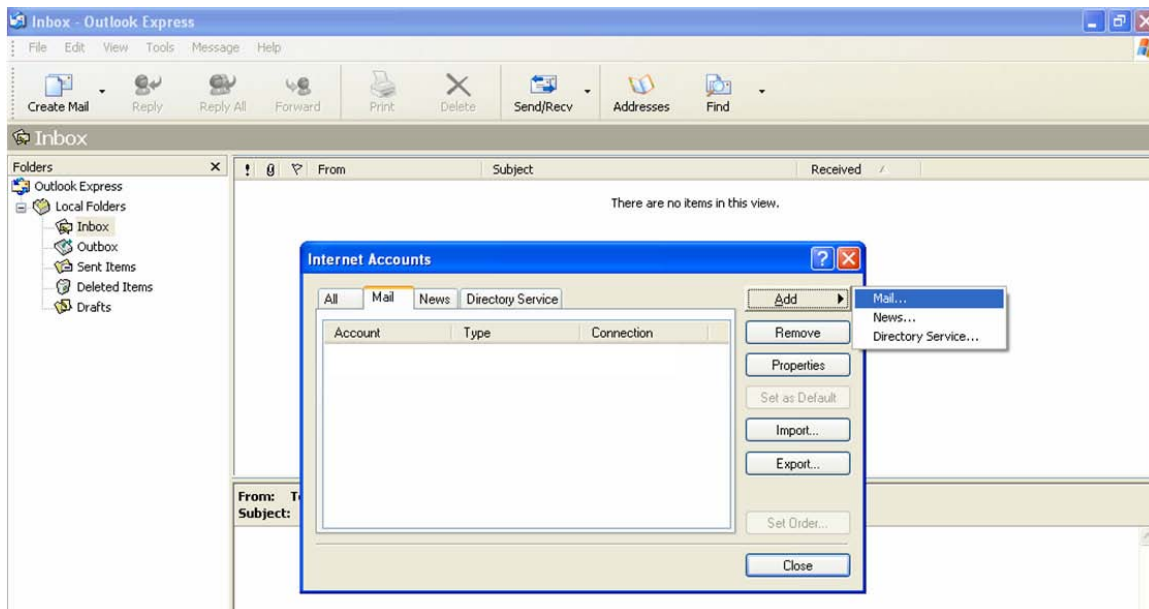 Inbox - Outlook Express
File Edit View Tools Message Help
Create Mail Reply Reply All Forward Print Delete Send/Recv Addresses Find
Inbox
Folders
! From Subject Received
Outlook Express
Local Folders
Inbox
Outbox
Sent Items
Deleted Items
Drafts
There are no items in this view.
Internet Accounts
All Mail News Directory Service
Account Type Connection
Add
Remove
Properties
Set as Default
Import...
Export...
Set Order...
Close
Mail...
News...
Directory Service...
From:
Subject: